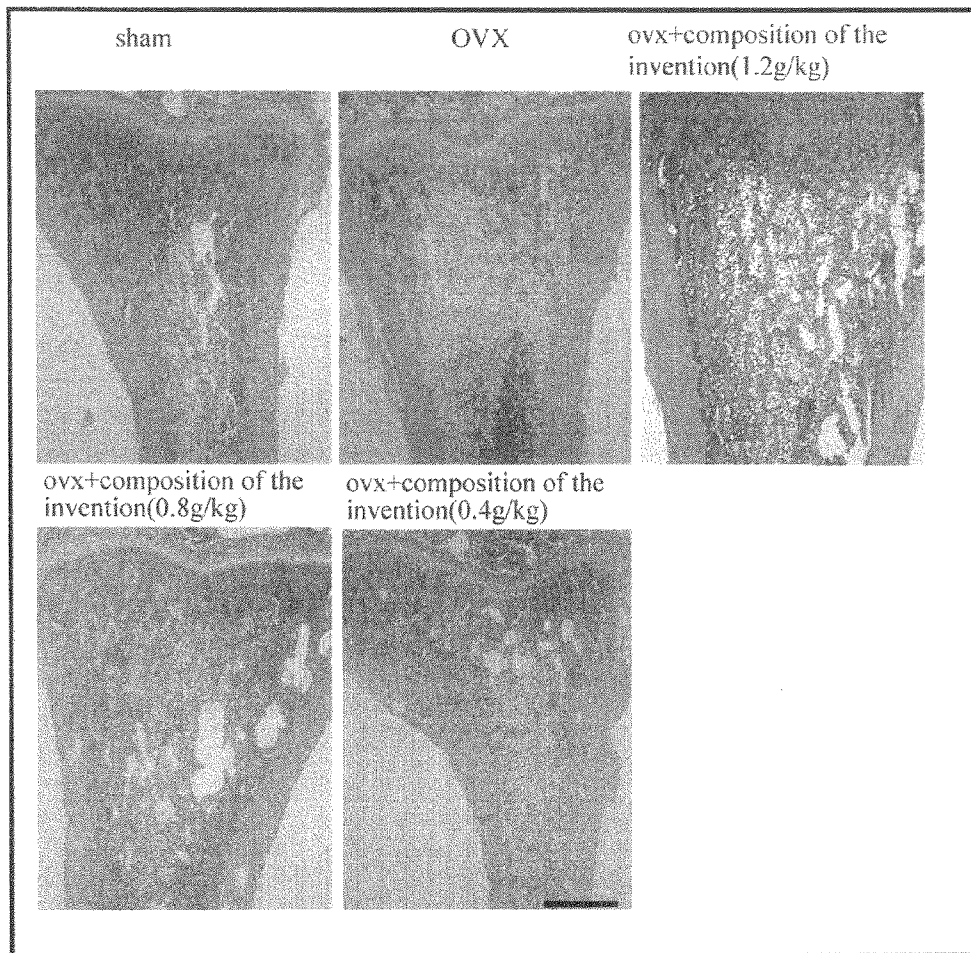 sham
OVX
ovx+composition of the
invention(1.2g/kg)
ovx+composition of the
invention(0.8g/kg)
ovx+composition of the
invention(0.4g/kg)